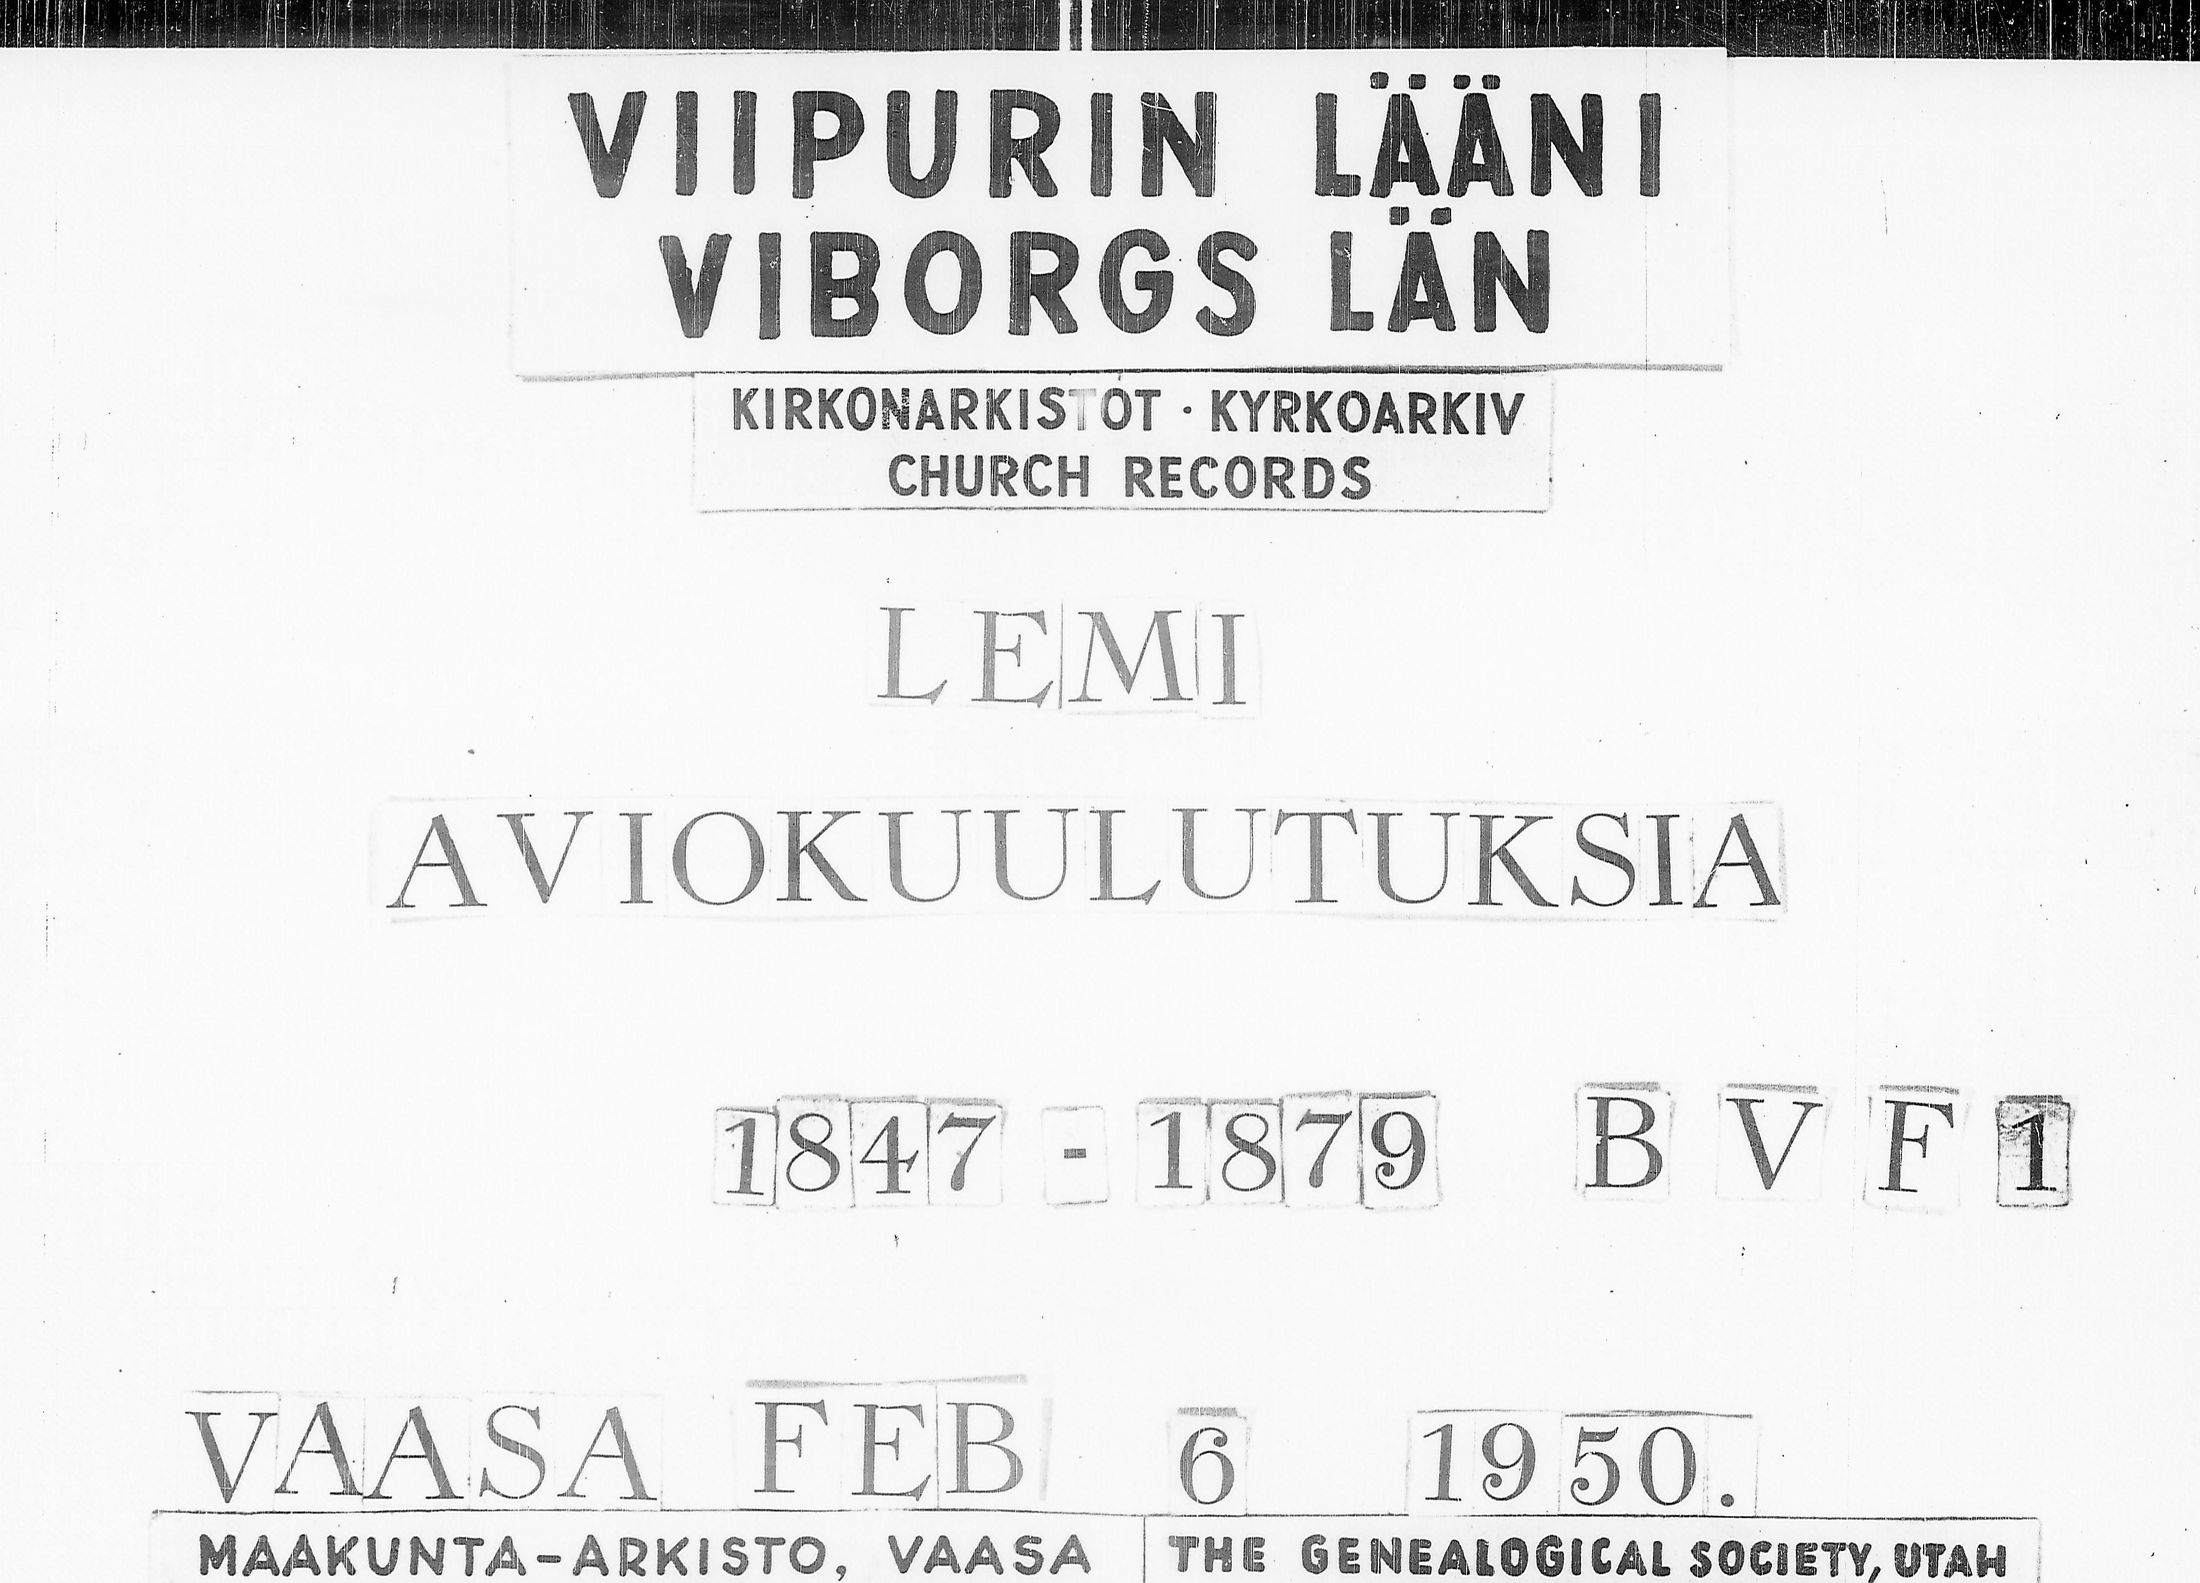 VIIPURIN LÄÄNI
VIBORGS LÄN
KIRKONARKISTOT · KYRKOARKIV
CHURCH RECORDS
LEMI
AVIOKUULUTUKSIA
1847 - 1879 B V F 1
VAASA FEB 6 1950.
MAAKUNTA-ARKISTO, VAASA
THE GENEALOGICAL SOCIETY, UTAH